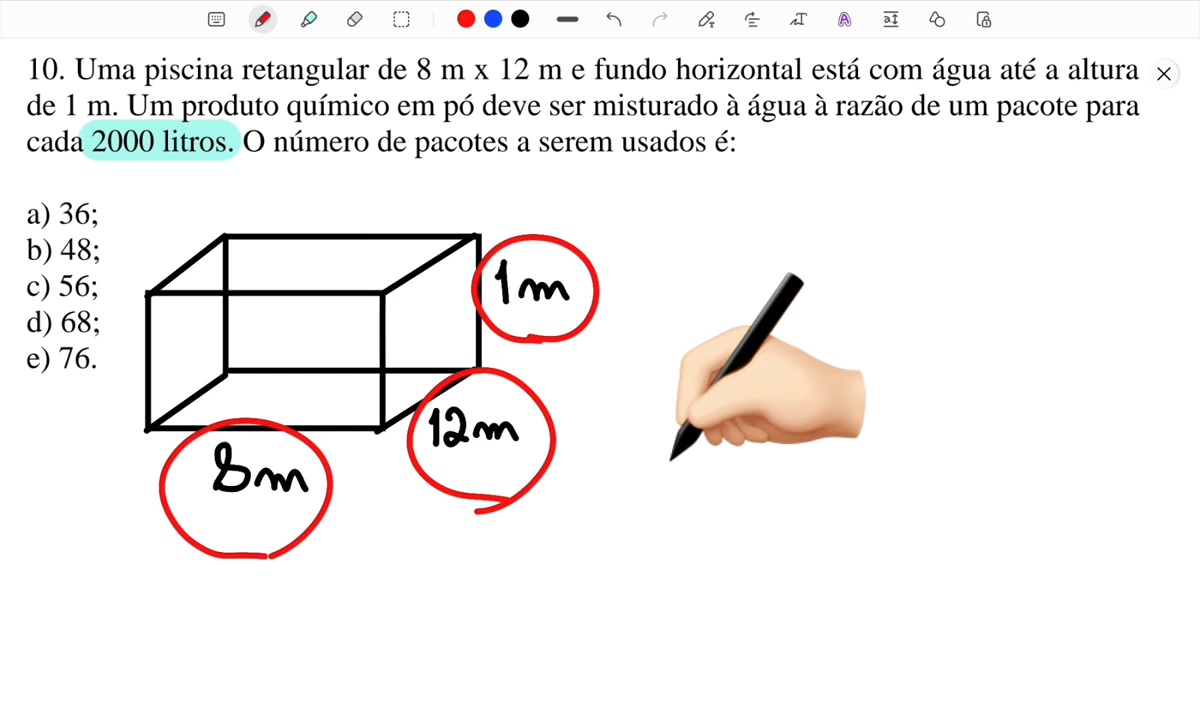 10. Uma piscina retangular de 8 m x 12 m e fundo horizontal está com água até a altura
de 1 m. Um produto químico em pó deve ser misturado à água à razão de um pacote para
cada 2000 litros. O número de pacotes a serem usados é:
a) 36;
b) 48;
c) 56;
d) 68;
e) 76.
1m
12m
8m